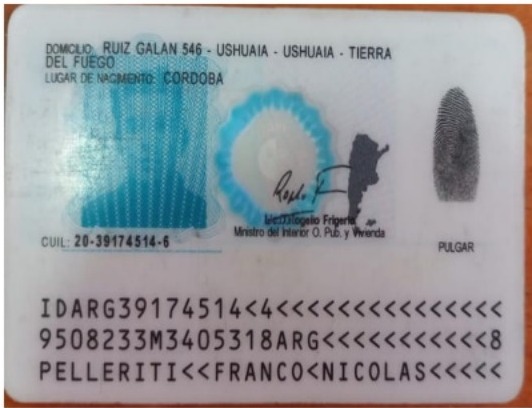 DOMICILIO: RUIZ GALAN 546 - USHUAIA - USHUAIA - TIERRA
DEL FUEGO
LUGAR DE NACIMIENTO: CORDOBA
Lic. Rogelio Frigerio
Ministro del Interior O. Pub. y Vivienda
CUIL: 20-39174514-6
PULGAR
IDARG39174514<4<<<<<<<<<<<<<<<
9508233M3405318ARG<<<<<<<<<<<8
PELLERITI<<FRANCO<NICOLAS<<<<<